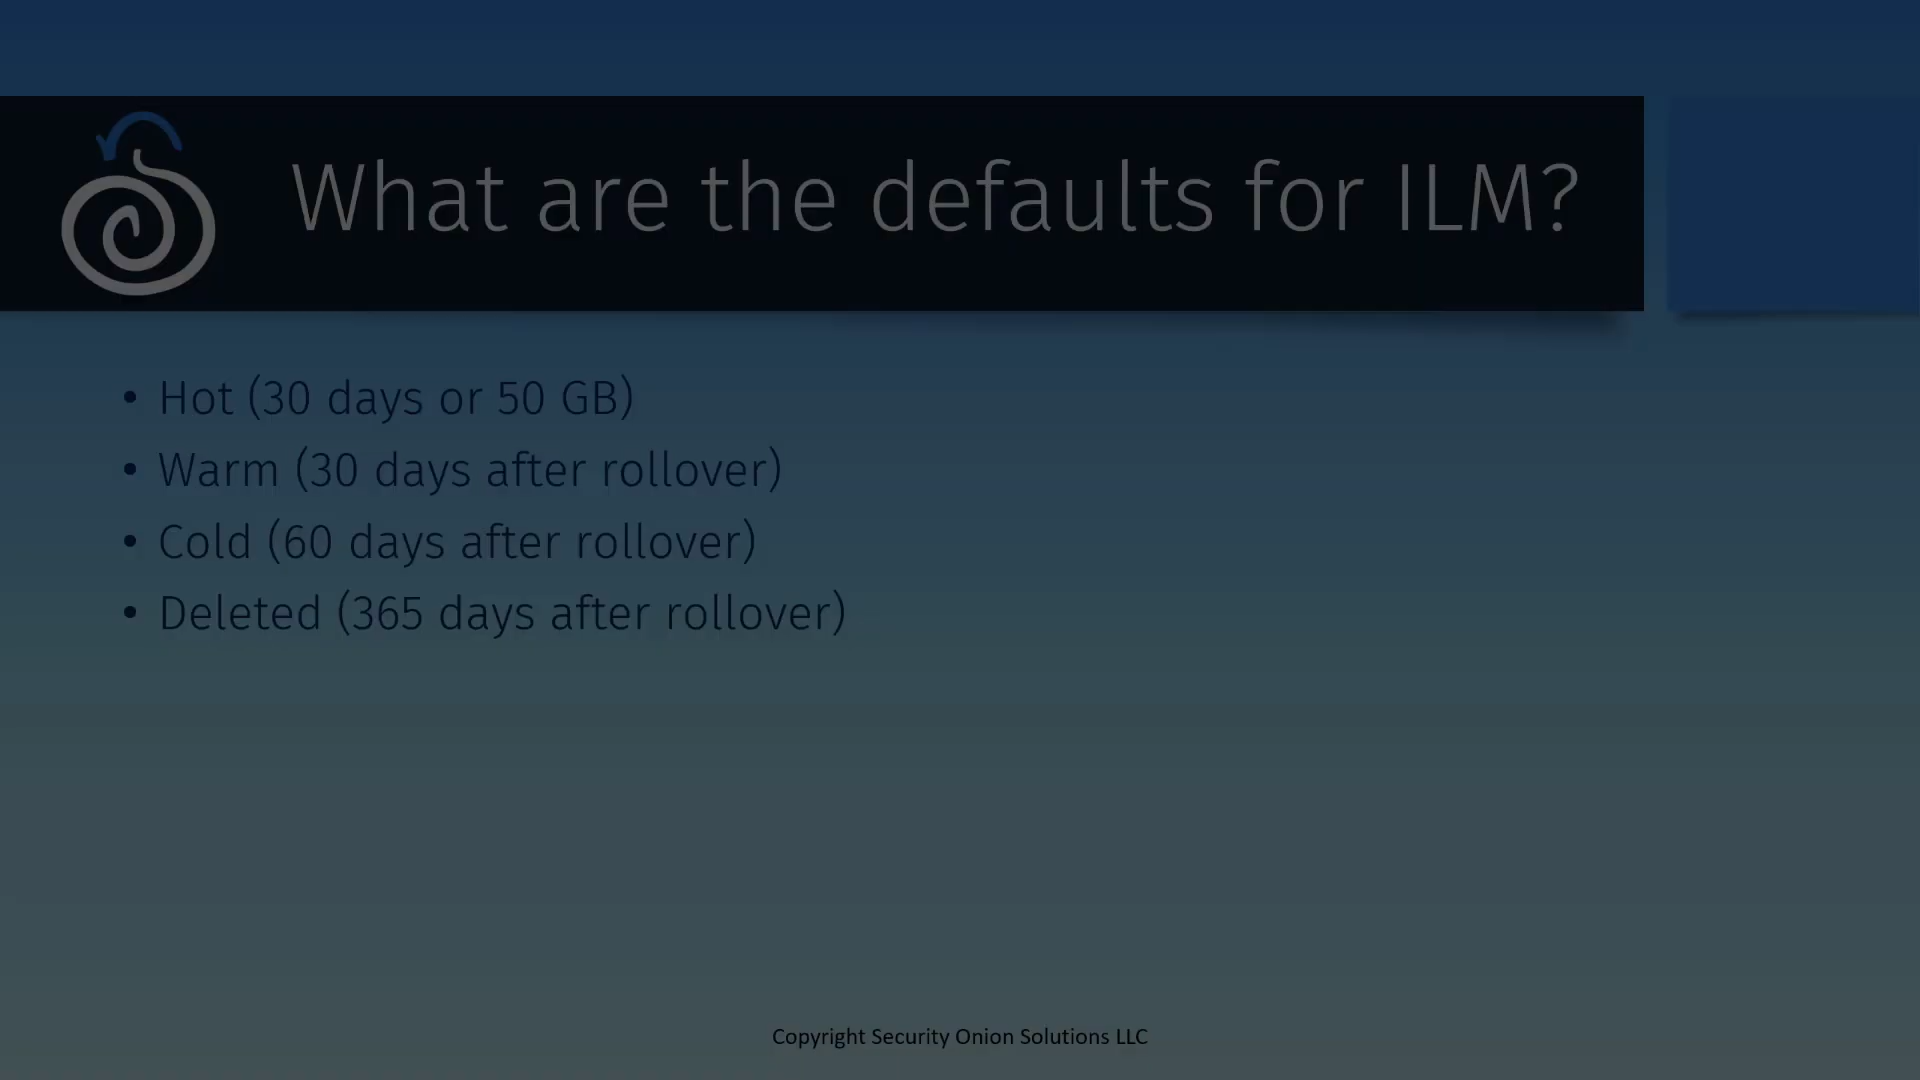 What are the defaults for ILM?
• Hot (30 days or 50 GB)
• Warm (30 days after rollover)
• Cold (60 days after rollover)
• Deleted (365 days after rollover)
Copyright Security Onion Solutions LLC